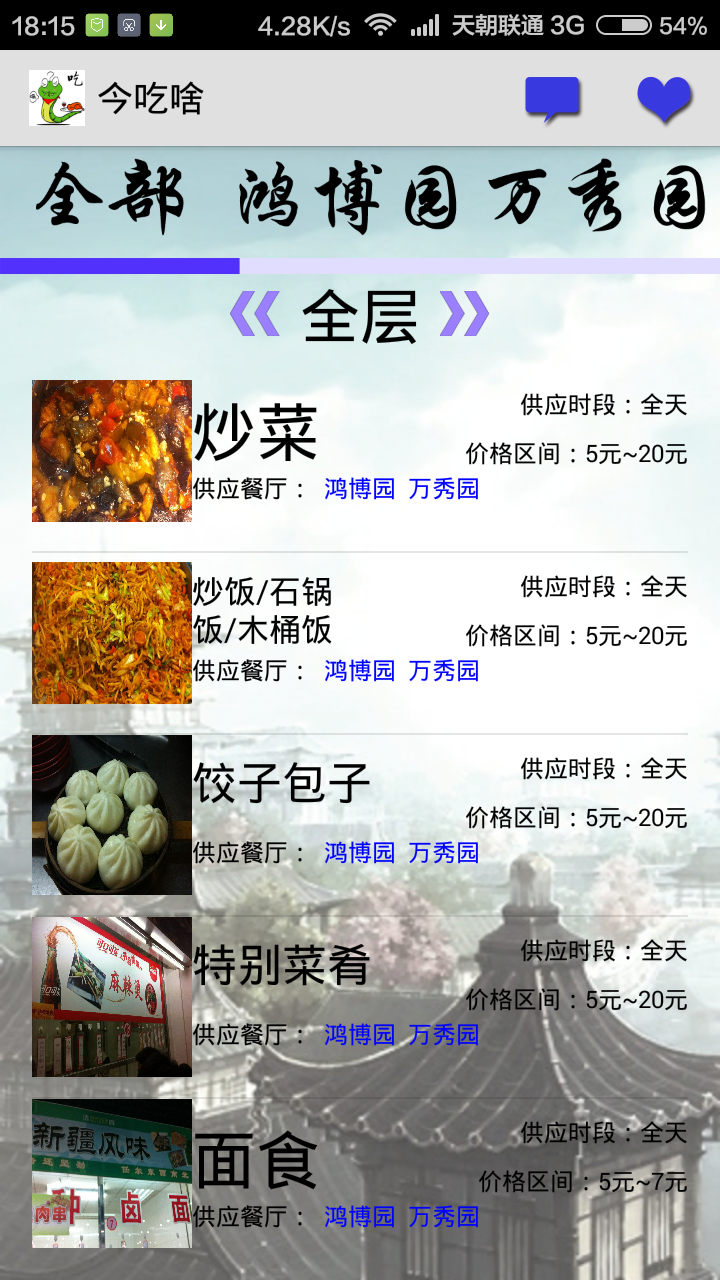 18:15 4.28K/s 天朝联通 3G 54%
吃
今吃啥
全部 鸿博园 万秀园
全层
炒菜
供应时段：全天
价格区间：5元~20元
供应餐厅： 鸿博园 万秀园
炒饭/石锅
饭/木桶饭
供应时段：全天
价格区间：5元~20元
供应餐厅： 鸿博园 万秀园
饺子包子
供应时段：全天
价格区间：5元~20元
供应餐厅： 鸿博园 万秀园
麻辣烫
特别菜肴
供应时段：全天
价格区间：5元~20元
供应餐厅： 鸿博园 万秀园
新疆风味
肉串
卤面
面食
供应时段：全天
价格区间：5元~7元
供应餐厅： 鸿博园 万秀园